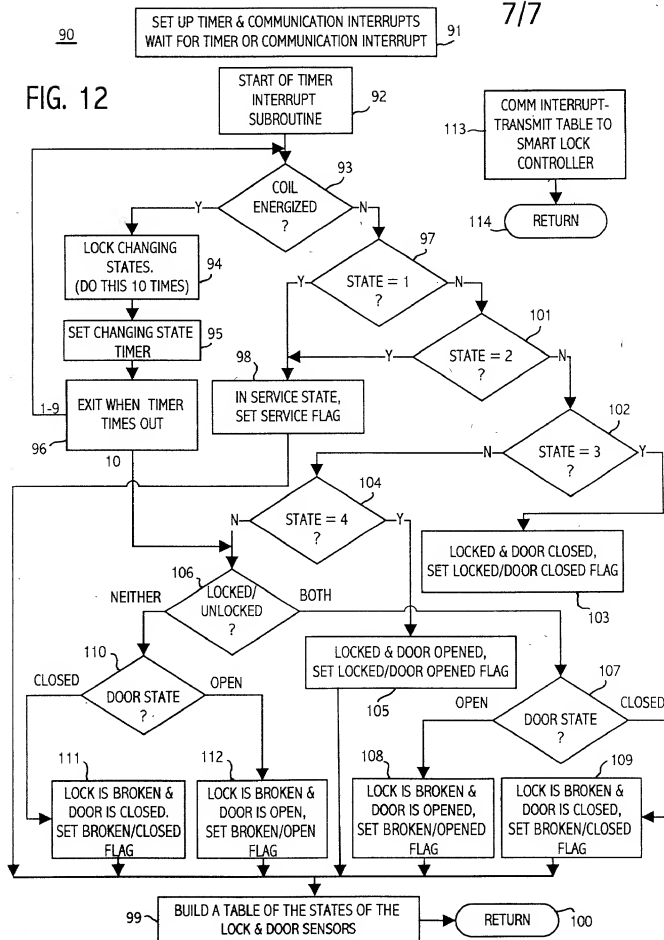 90
SET UP TIMER & COMMUNICATION INTERRUPTS
WAIT FOR TIMER OR COMMUNICATION INTERRUPT
91
7/7
FIG. 12
START OF TIMER
INTERRUPT
SUBROUTINE
92
COMM INTERRUPT-
TRANSMIT TABLE TO
SMART LOCK
CONTROLLER
113
RETURN
114
93
COIL
ENERGIZED
?
Y
N
LOCK CHANGING
STATES.
(DO THIS 10 TIMES)
94
SET CHANGING STATE
TIMER
95
EXIT WHEN TIMER
TIMES OUT
96
1-9
10
97
STATE = 1
?
Y
N
98
IN SERVICE STATE,
SET SERVICE FLAG
101
STATE = 2
?
Y
N
102
STATE = 3
?
N
Y
LOCKED & DOOR CLOSED,
SET LOCKED/DOOR CLOSED FLAG
103
104
STATE = 4
?
N
Y
LOCKED & DOOR OPENED,
SET LOCKED/DOOR OPENED FLAG
105
106
LOCKED/
UNLOCKED
?
NEITHER
BOTH
110
DOOR STATE
?
CLOSED
OPEN
107
DOOR STATE
?
OPEN
CLOSED
111
LOCK IS BROKEN &
DOOR IS CLOSED.
SET BROKEN/CLOSED
FLAG
112
LOCK IS BROKEN &
DOOR IS OPEN,
SET BROKEN/OPEN
FLAG
108
LOCK IS BROKEN &
DOOR IS OPENED,
SET BROKEN/OPENED
FLAG
109
LOCK IS BROKEN &
DOOR IS CLOSED,
SET BROKEN/CLOSED
FLAG
99
BUILD A TABLE OF THE STATES OF THE
LOCK & DOOR SENSORS
RETURN
100